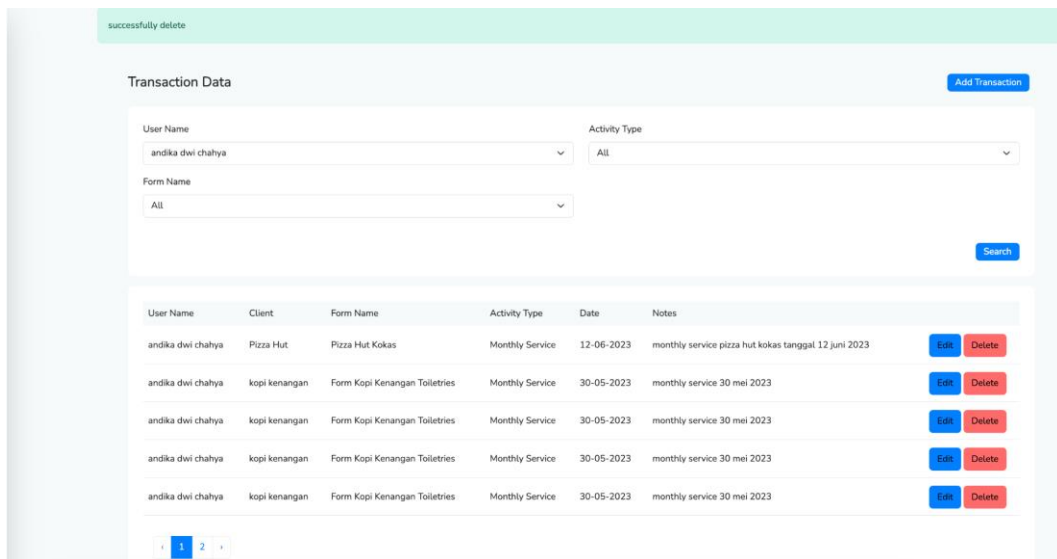 successfully delete
Transaction Data
Add Transaction
User Name
Activity Type
andika dwi chahya
All
Form Name
All
Search
User Name Client Form Name Activity Type Date Notes
andika dwi chahya Pizza Hut Pizza Hut Kokas Monthly Service 12-06-2023 monthly service pizza hut kokas tanggal 12 juni 2023 Edit Delete
andika dwi chahya kopi kenangan Form Kopi Kenangan Toiletries Monthly Service 30-05-2023 monthly service 30 mei 2023 Edit Delete
andika dwi chahya kopi kenangan Form Kopi Kenangan Toiletries Monthly Service 30-05-2023 monthly service 30 mei 2023 Edit Delete
andika dwi chahya kopi kenangan Form Kopi Kenangan Toiletries Monthly Service 30-05-2023 monthly service 30 mei 2023 Edit Delete
andika dwi chahya kopi kenangan Form Kopi Kenangan Toiletries Monthly Service 30-05-2023 monthly service 30 mei 2023 Edit Delete
‹ 1 2 ›